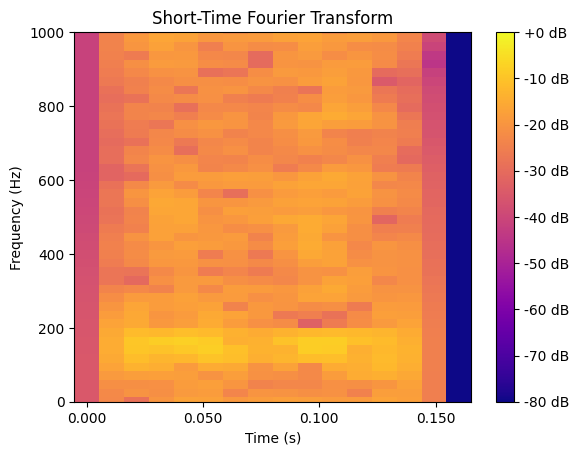 Short-Time Fourier Transform
1000
800
600
400
200
0
Frequency (Hz)
0.000
0.050
0.100
0.150
Time (s)
+0 dB
-10 dB
-20 dB
-30 dB
-40 dB
-50 dB
-60 dB
-70 dB
-80 dB